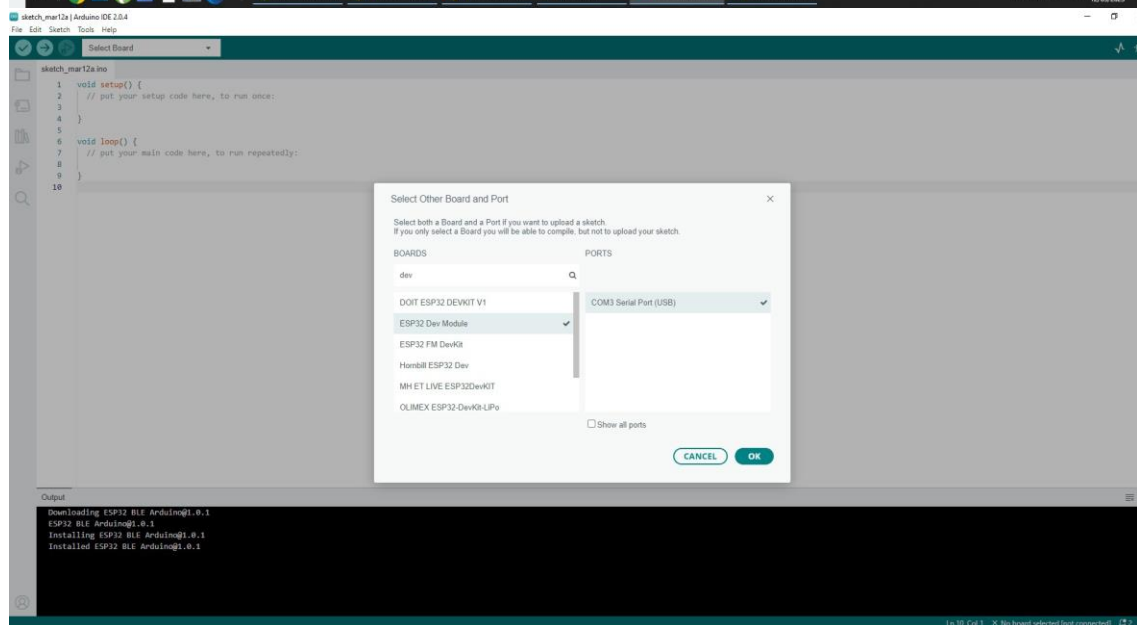 sketch_mar12a | Arduino IDE 2.0.4
File Edit Sketch Tools Help
Select Board
sketch_mar12a.ino
1 void setup() {
2 // put your setup code here, to run once:
3
4 }
5
6 void loop() {
7 // put your main code here, to run repeatedly:
8
9 }
10
Select Other Board and Port
Select both a Board and a Port if you want to upload a sketch.
If you only select a Board you will be able to compile, but not to upload your sketch.
BOARDS PORTS
dev
DOIT ESP32 DEVKIT V1 COM3 Serial Port (USB)
ESP32 Dev Module
ESP32 FM DevKit
Hornbill ESP32 Dev
MH ET LIVE ESP32DevKIT
OLIMEX ESP32-DevKit-LiPo
Show all ports
CANCEL OK
Output
Downloading ESP32 BLE Arduino@1.0.1
ESP32 BLE Arduino@1.0.1
Installing ESP32 BLE Arduino@1.0.1
Installed ESP32 BLE Arduino@1.0.1
Ln 10, Col 1 No board selected [not connected] 2